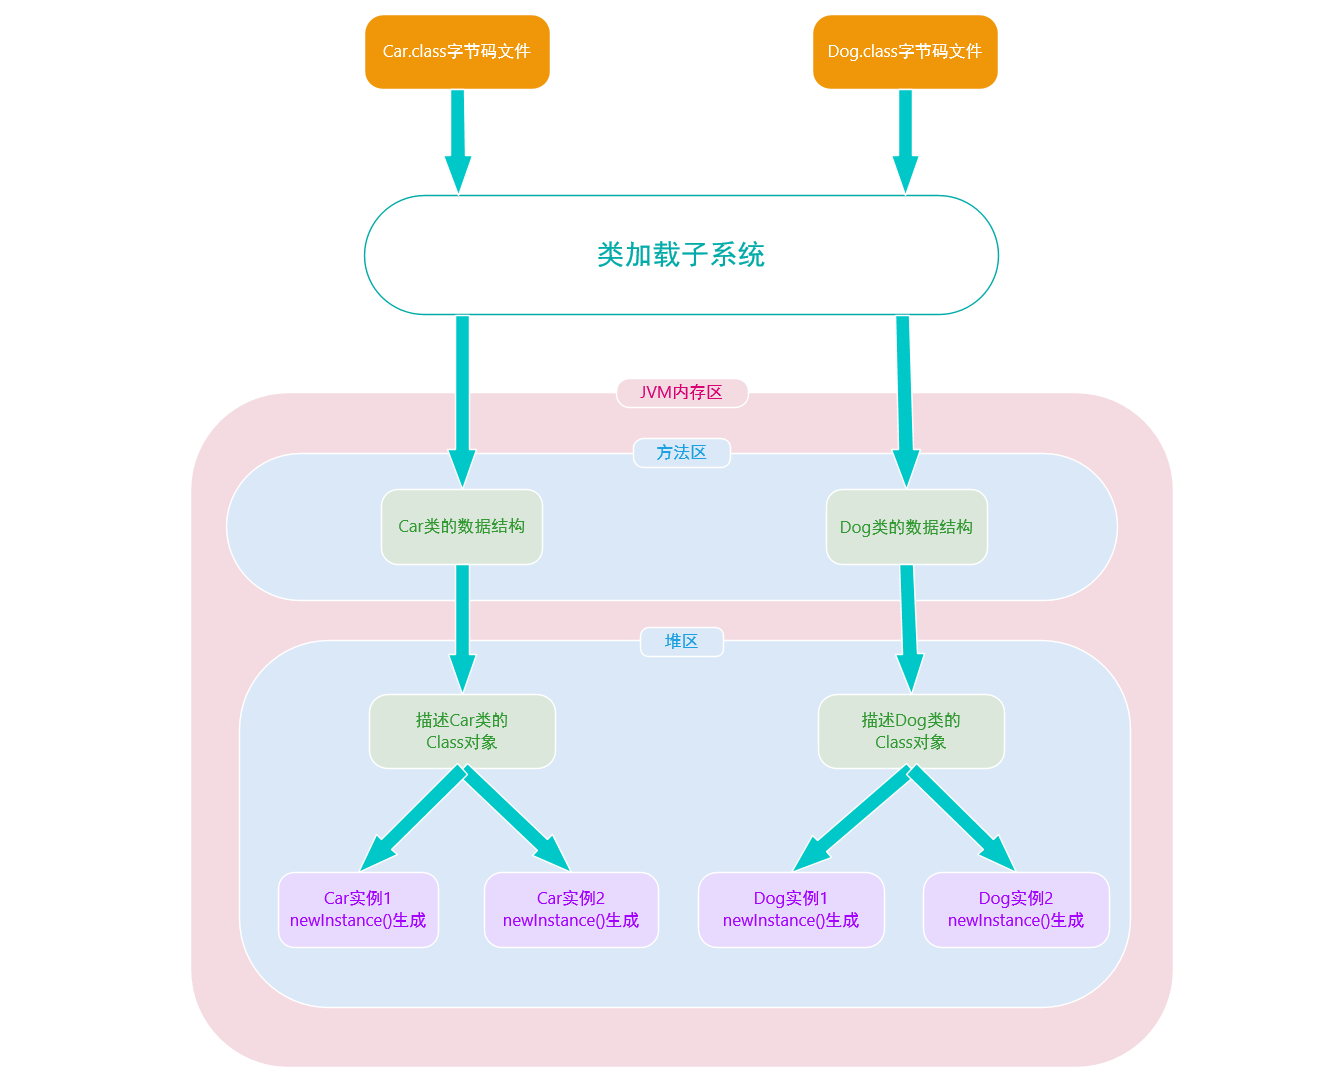 Car.class字节码文件
Dog.class字节码文件
类加载子系统
JVM内存区
方法区
Car类的数据结构
Dog类的数据结构
堆区
描述Car类的
Class对象
描述Dog类的
Class对象
Car实例1
newInstance()生成
Car实例2
newInstance()生成
Dog实例1
newInstance()生成
Dog实例2
newInstance()生成